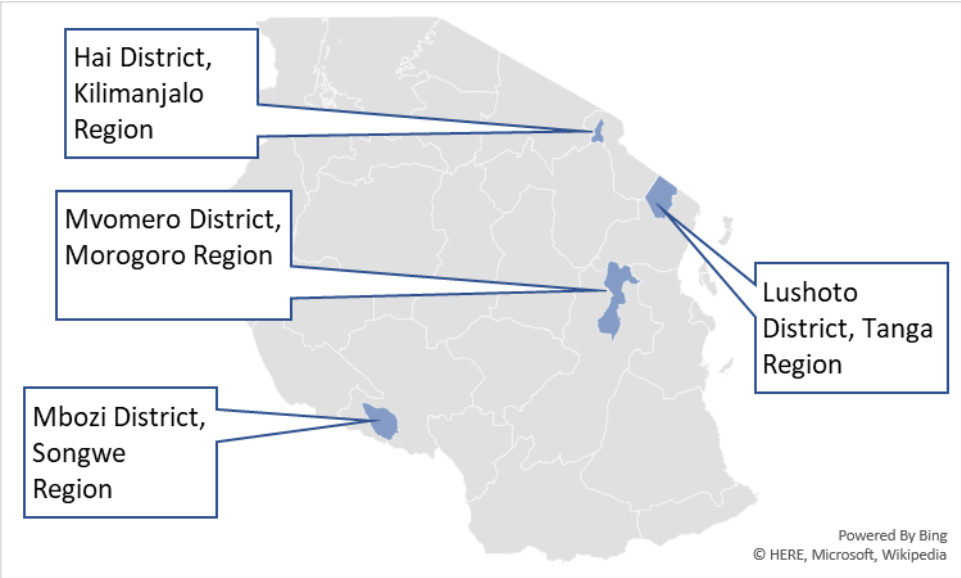 Hai District,
Kilimanjalo
Region
Mvomero District,
Morogoro Region
Lushoto
District, Tanga
Region
Mbozi District,
Songwe
Region
Powered By Bing
© HERE, Microsoft, Wikipedia